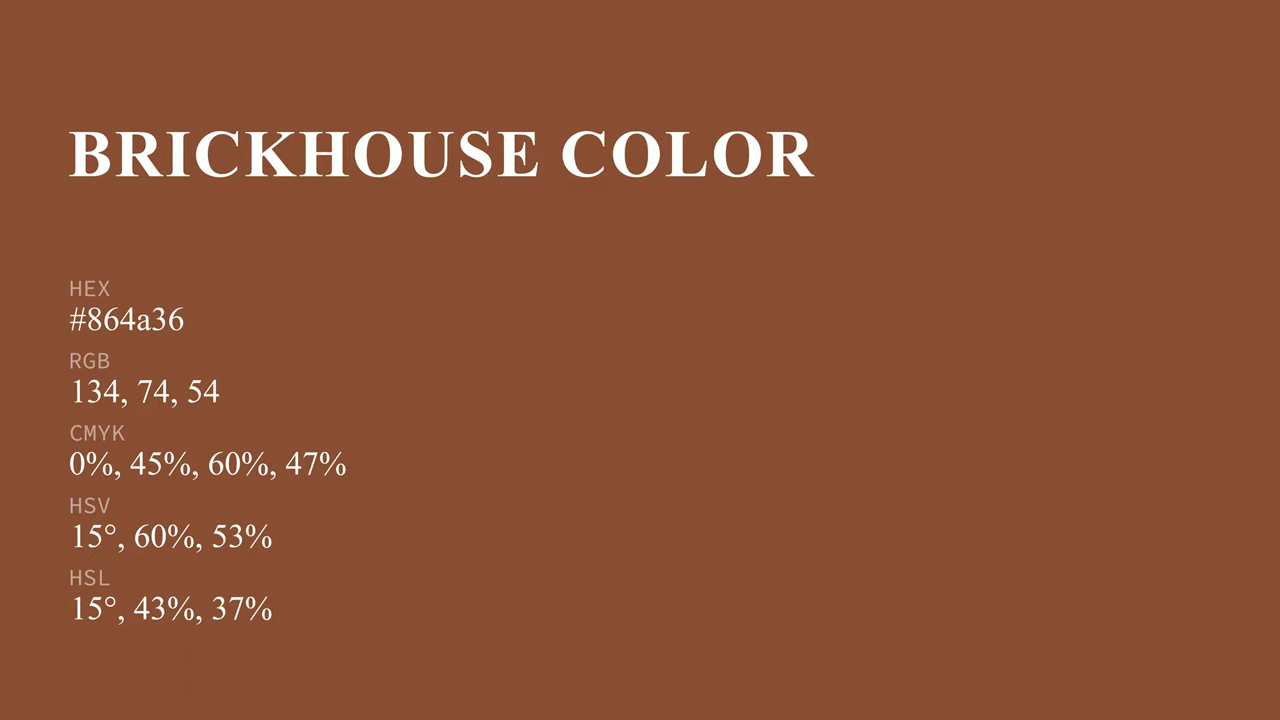 BRICKHOUSE COLOR
HEX
#864a36
RGB
134, 74, 54
CMYK
0%, 45%, 60%, 47%
HSV
15°, 60%, 53%
HSL
15°, 43%, 37%